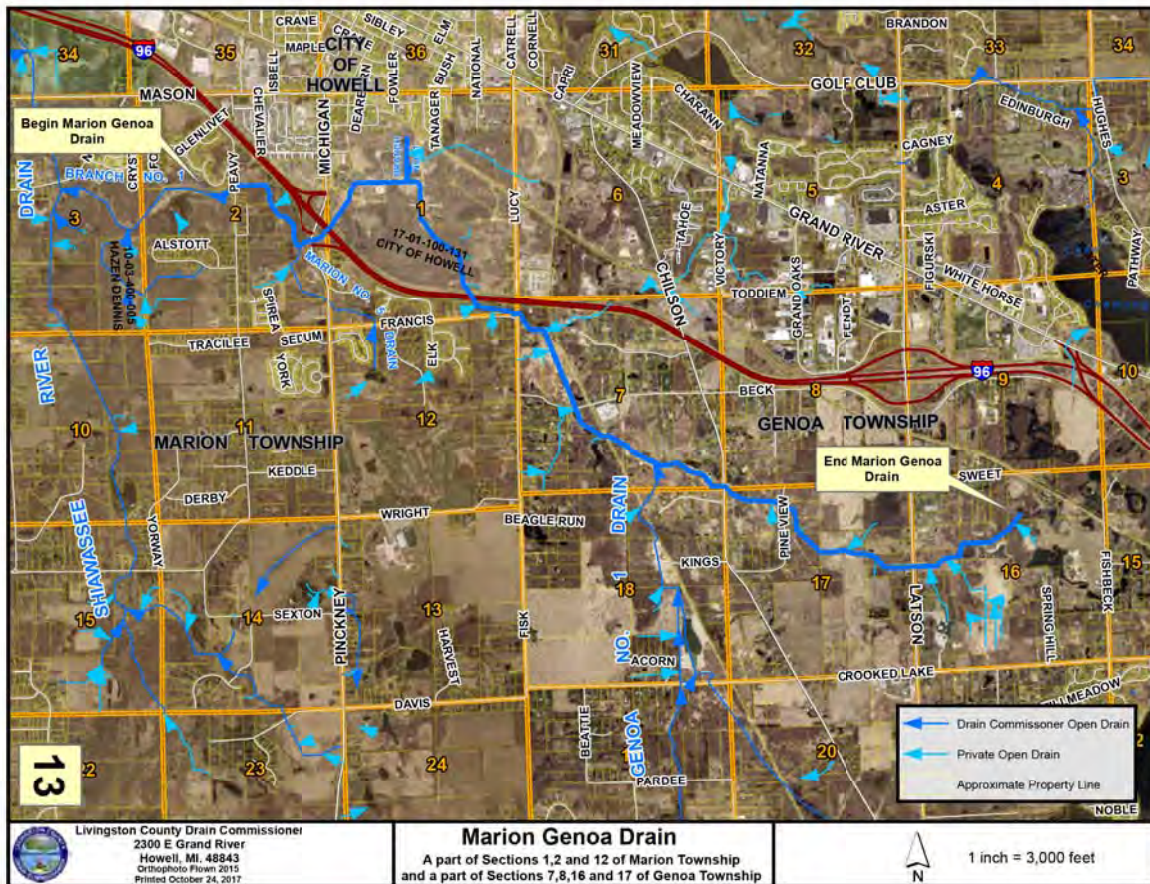 34
96
35
CRANE
MAPLE
CRANE
SIBLEY
ELM
36
CITY
OF
HOWELL
ISBELL
CHEVALIER
MICHIGAN
DEARBORN
FOWLER
BUSH
TANAGER
NATIONAL
CATRELL
CORNELL
CAPRI
31
MEADOWVIEW
CHARANN
32
BRANDON
33
34
GOLF CLUB
EDINBURGH
HUGHES
MASON
GLENLIVET
Begin Marion Genoa
Drain
BRANCH NO. 1
PEAVY
DRAIN
3
2
1
LUCY
6
TAHOE
VICTORY
NATANNA
5
CAGNEY
4
3
ASTER
GRAND RIVER
WHITE HORSE
PATHWAY
ALSTOTT
10-03-400-005
HAZEN DENNIS
17-01-100-131
CITY OF HOWELL
MARION NO. 5
DRAIN
CHILSON
TODDIEM
GRAND OAKS
FENDT
FIGURSKI
SPIREA
SEDUM
FRANCIS
TRACILEE
YORK
ELK
RIVER
7
BECK
8
96
9
10
10
MARION TOWNSHIP
11
12
GENOA TOWNSHIP
End Marion Genoa
Drain
SWEET
KEDDLE
DERBY
WRIGHT
BEAGLE RUN
YORWAY
SHIAWASSEE
GENOA NO. 1 DRAIN
PINE VIEW
KINGS
FISHBECK
15
14
SEXTON
PINCKNEY
13
HARVEST
FISK
18
17
LATSON
16
SPRING HILL
15
ACORN
CROOKED LAKE
DAVIS
BEATTIE
PARDEE
20
23
24
13
Drain Commissioner Open Drain
Private Open Drain
Approximate Property Line
NOBLE
Livingston County Drain Commissioner
2300 E Grand River
Howell, MI, 48843
Orthophoto Flown 2015
Printed October 24, 2017
Marion Genoa Drain
A part of Sections 1,2 and 12 of Marion Township
and a part of Sections 7,8,16 and 17 of Genoa Township
N
1 inch = 3,000 feet